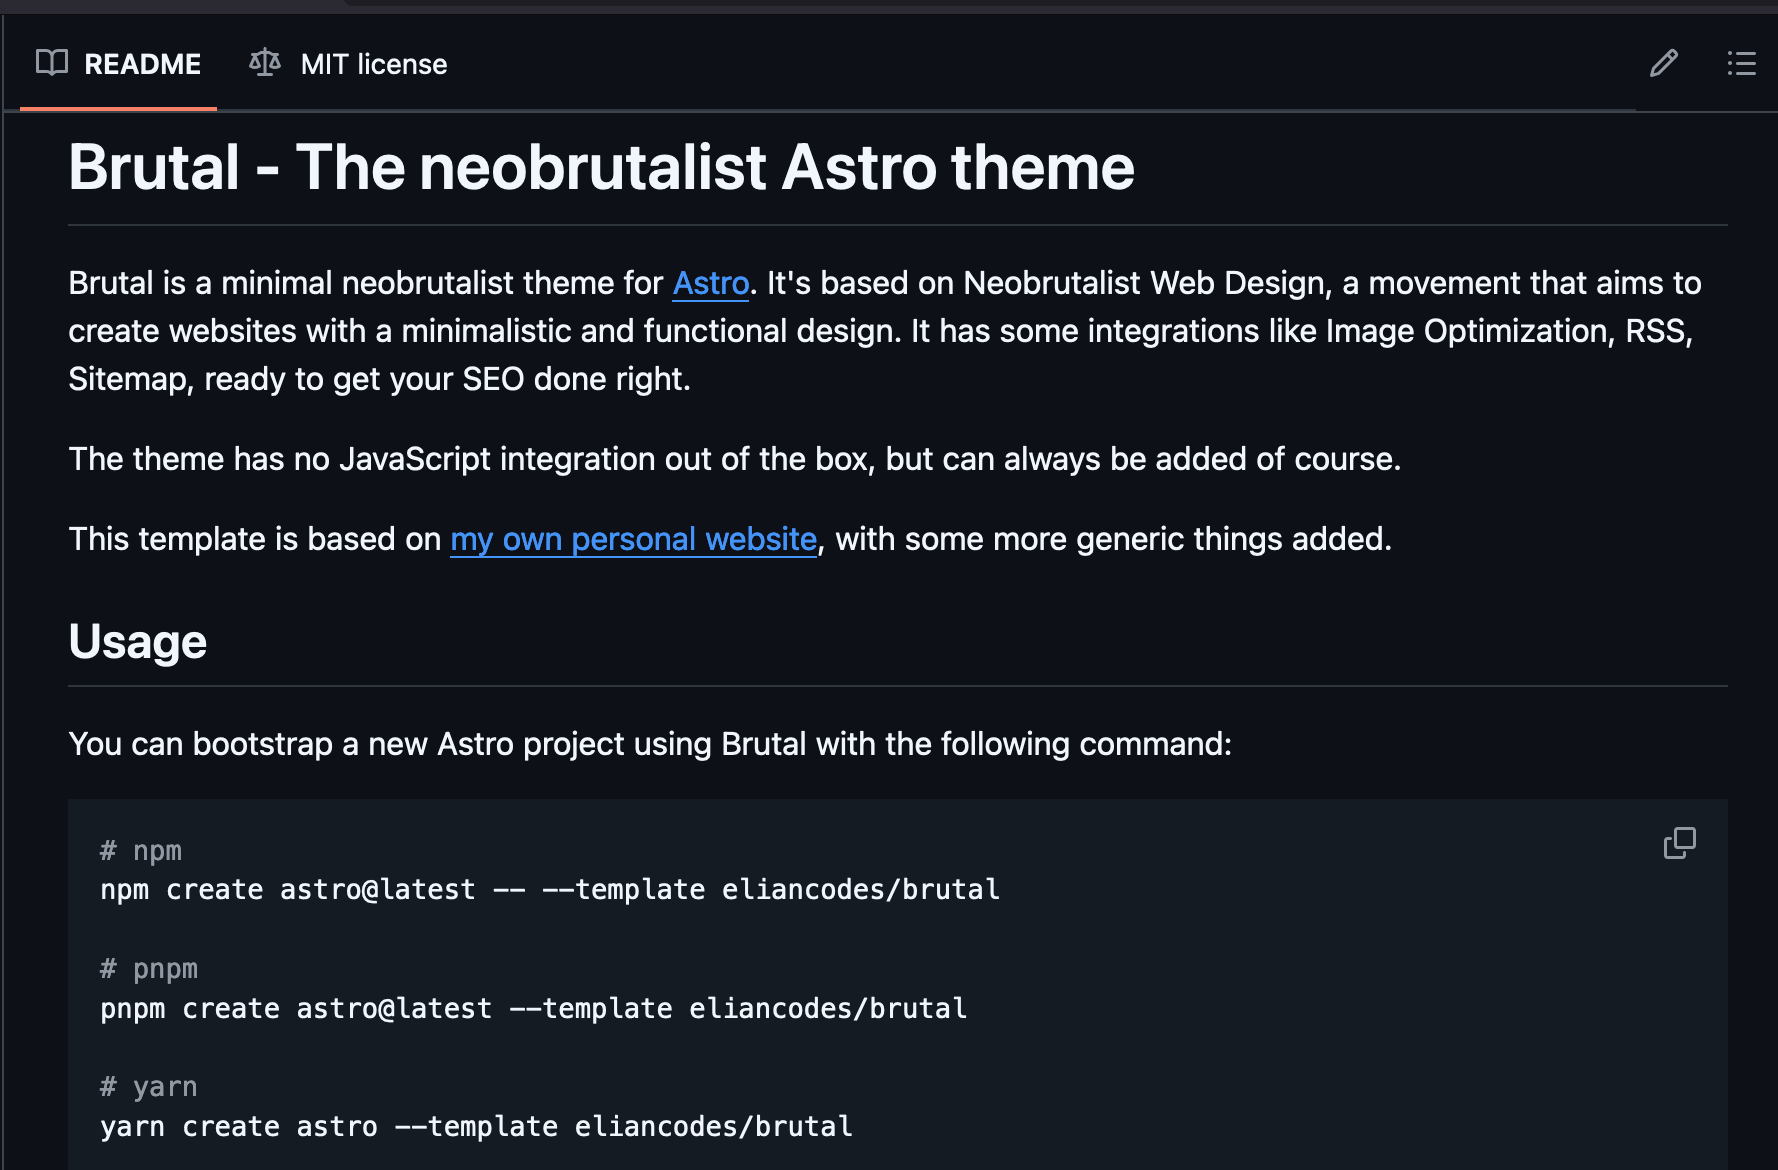 README
MIT license
Brutal - The neobrutalist Astro theme
Brutal is a minimal neobrutalist theme for Astro. It's based on Neobrutalist Web Design, a movement that aims to
create websites with a minimalistic and functional design. It has some integrations like Image Optimization, RSS,
Sitemap, ready to get your SEO done right.
The theme has no JavaScript integration out of the box, but can always be added of course.
This template is based on my own personal website, with some more generic things added.
Usage
You can bootstrap a new Astro project using Brutal with the following command:
# npm
npm create astro@latest -- --template eliancodes/brutal
# pnpm
pnpm create astro@latest --template eliancodes/brutal
# yarn
yarn create astro --template eliancodes/brutal